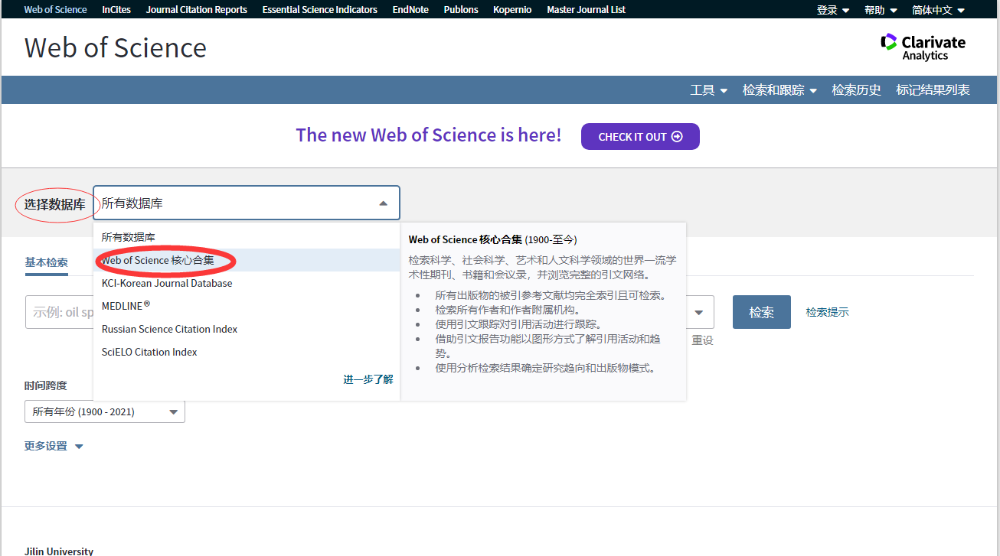 Web of Science InCites Journal Citation Reports Essential Science Indicators EndNote Publons Kopernio Master Journal List 登录 帮助 简体中文
Web of Science
Clarivate
Analytics
工具 检索和跟踪 检索历史 标记结果列表
The new Web of Science is here! CHECK IT OUT
选择数据库 所有数据库
所有数据库
Web of Science 核心合集
KCI-Korean Journal Database
MEDLINE®
Russian Science Citation Index
SciELO Citation Index
进一步了解
Web of Science 核心合集 (1900-至今)
检索科学、社会科学、艺术和人文科学领域的世界一流学
术性期刊、书籍和会议录，并浏览完整的引文网络。
• 所有出版物的被引参考文献均完全索引且可检索。
• 检索所有作者和作者附属机构。
• 使用引文跟踪对引用活动进行跟踪。
• 借助引文报告功能以图形方式了解引用活动和趋
势。
• 使用分析检索结果确定研究趋向和出版物模式。
基本检索
示例: oil sp
检索 检索提示
重设
时间跨度
所有年份 (1900 - 2021)
更多设置
Jilin University